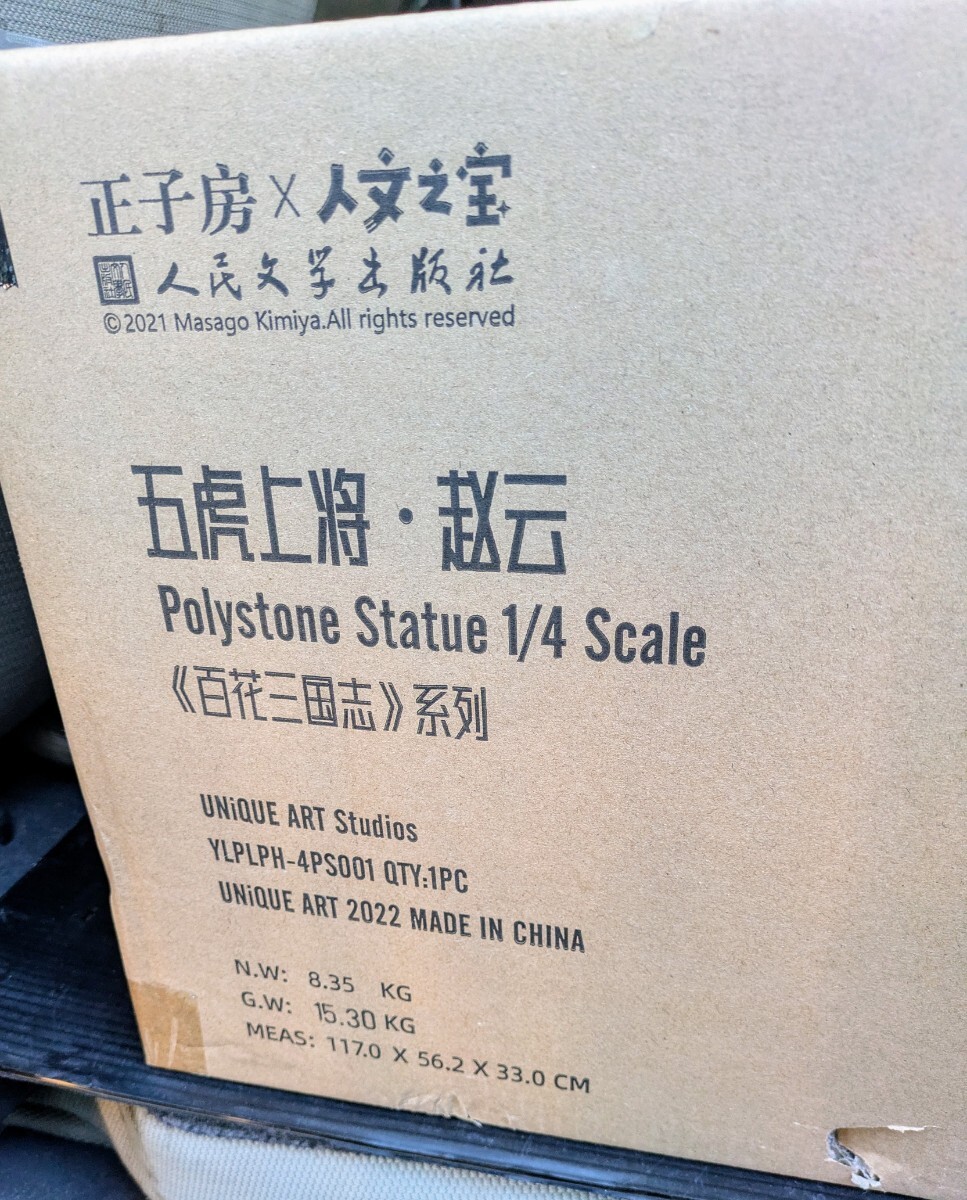 正子房 X 人文之宝
人民文学出版社
©2021 Masago Kimiya.All rights reserved
五虎上将·赵云
Polystone Statue 1/4 Scale
《百花三国志》系列
UNiQUE ART Studios
YLPLPH-4PS001 QTY:1PC
UNiQUE ART 2022 MADE IN CHINA
N.W: 8.35 KG
G.W: 15.30 KG
MEAS: 117.0 X 56.2 X 33.0 CM